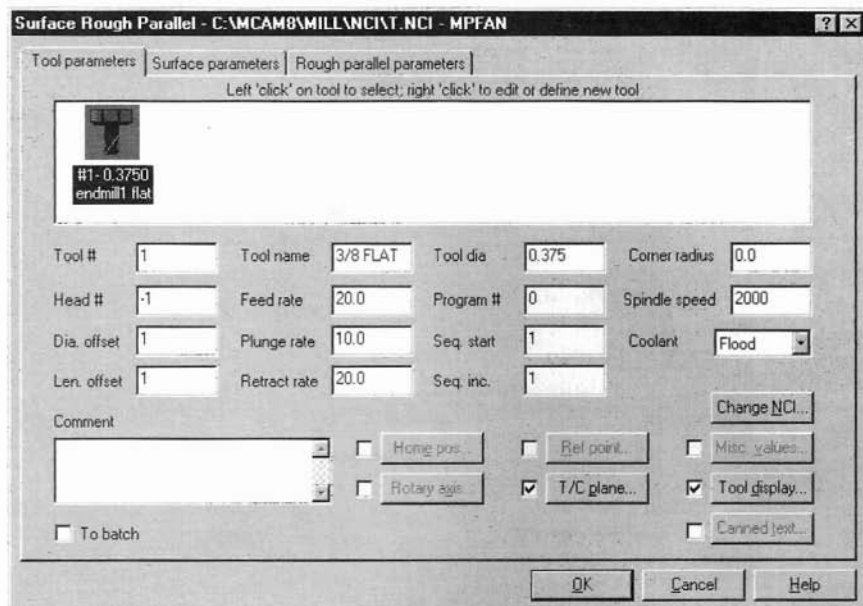 Surface Rough Parallel - C:\MCAM8\MILL\NCI\T.NCI - MPFAN
Tool parameters Surface parameters Rough parallel parameters
Left 'click' on tool to select; right 'click' to edit or define new tool
#1- 0.3750
endmill1 flat
Tool # 1 Tool name 3/8 FLAT Tool dia 0.375 Corner radius 0.0
Head # -1 Feed rate 20.0 Program # 0 Spindle speed 2000
Dia. offset 1 Plunge rate 10.0 Seq. start 1 Coolant Flood
Len. offset 1 Retract rate 20.0 Seq. inc. 1
Change NCI...
Comment
Home pos... Ref point... Misc. values...
Rotary axis... T/C plane... Tool display...
To batch Canned text...
OK Cancel Help